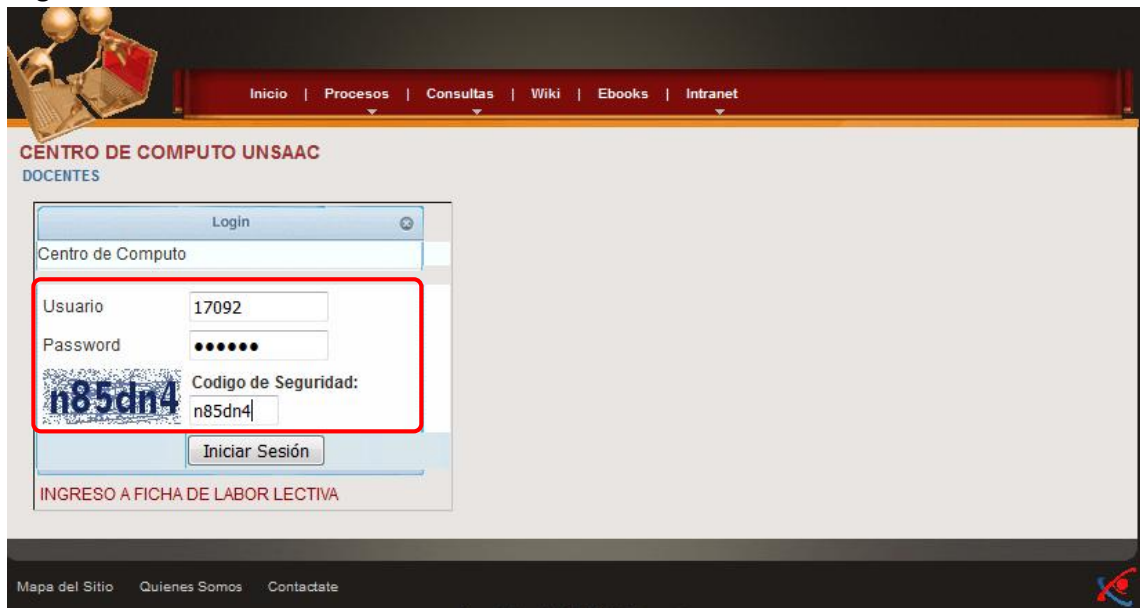 Inicio | Procesos | Consultas | Wiki | Ebooks | Intranet
CENTRO DE COMPUTO UNSAAC
DOCENTES
Login
Centro de Computo
Usuario 17092
Password ●●●●●●
n85dn4 Codigo de Seguridad:
n85dn4
Iniciar Sesión
INGRESO A FICHA DE LABOR LECTIVA
Mapa del Sitio Quienes Somos Contactate